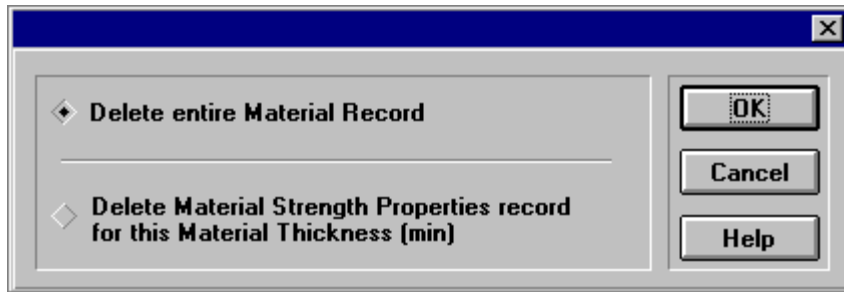 Delete entire Material Record
Delete Material Strength Properties record
for this Material Thickness (min)
OK
Cancel
Help